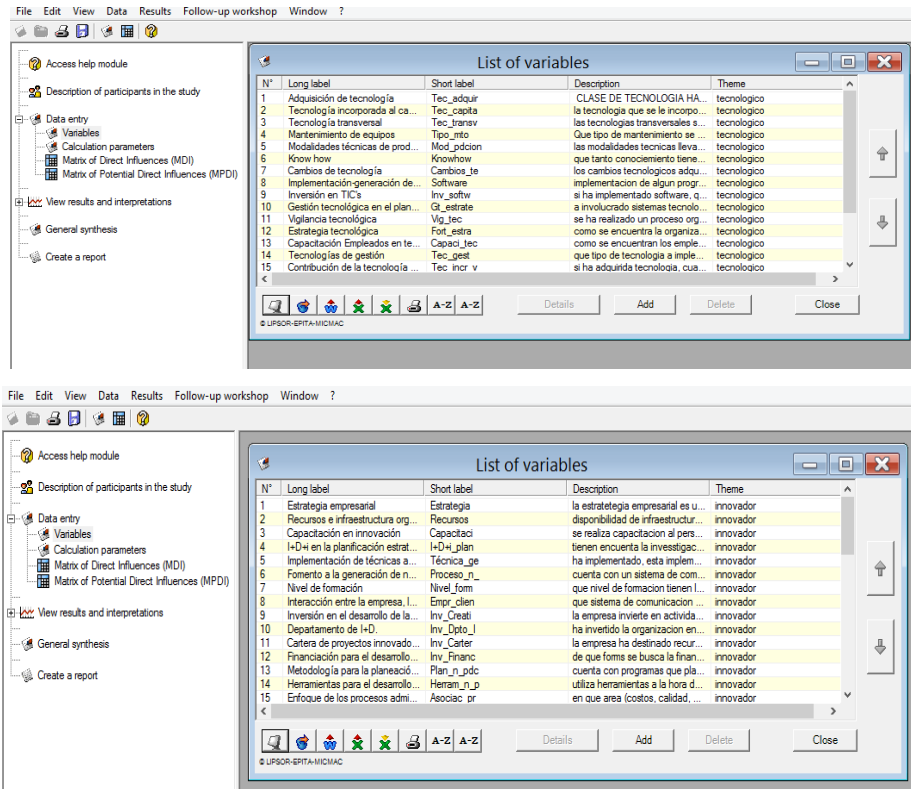 File Edit View Data Results Follow-up workshop Window ?
Access help module
Description of participants in the study
Data entry
Variables
Calculation parameters
Matrix of Direct Influences (MDI)
Matrix of Potential Direct Influences (MPDI)
View results and interpretations
General synthesis
Create a report
List of variables
N° Long label Short label Description Theme
1 Adquisición de tecnología Tec_adquir CLASE DE TECNOLOGIA HA... tecnologico
2 Tecnología incorporada al ca... Tec_capita la tecnologia que se le incorpo... tecnologico
3 Tecnología transversal Tec_transv las tecnologias transversales s... tecnologico
4 Mantenimiento de equipos Tipo_mto Que tipo de mantenimiento se ... tecnologico
5 Modalidades técnicas de prod... Mod_pdcion las modalidades tecnicas lleva... tecnologico
6 Know how Knowhow que tanto conociemiento tiene... tecnologico
7 Cambios de tecnología Cambios_te los cambios tecnologicos adqu... tecnologico
8 Implementación-generación de... Software implementacion de algun progr... tecnologico
9 Inversión en TIC's Inv_softw si ha implementado software, q... tecnologico
10 Gestión tecnológica en el plan... Gt_estrate a involucrado sistemas tecnolo... tecnologico
11 Vigilancia tecnológica Vig_tec se ha realizado un proceso org... tecnologico
12 Estrategia tecnológica Fort_estra como se encuentra la organiza... tecnologico
13 Capacitación Empleados en te... Capaci_tec como se encuentran los emple... tecnologico
14 Tecnologías de gestión Tec_gest que tipo de tecnologia a imple... tecnologico
15 Contribución de la tecnología ... Tec_incr_v si ha adquirida tecnologia, cua... tecnologico
A-Z A-Z Details Add Delete Close
© LIPSOR-EPITA-MICMAC
File Edit View Data Results Follow-up workshop Window ?
Access help module
Description of participants in the study
Data entry
Variables
Calculation parameters
Matrix of Direct Influences (MDI)
Matrix of Potential Direct Influences (MPDI)
View results and interpretations
General synthesis
Create a report
List of variables
N° Long label Short label Description Theme
1 Estrategia empresarial Estrategia la estratetegia empresarial es u... innovador
2 Recursos e infraestructura org... Recursos disponibilidad de infraestructur... innovador
3 Capacitación en innovación Capacitaci se realiza capacitacion al pers... innovador
4 I+D+i en la planificación estrat... I+D+i_plan tienen encuenta la investigac... innovador
5 Implementación de técnicas a... Técnica_ge ha implementado, esta implem... innovador
6 Fomento a la generación de n... Proceso_n_ cuenta con un sistema de com... innovador
7 Nivel de formación Nivel_form que nivel de formacion tienen l... innovador
8 Interacción entre la empresa, l... Empr_clien que sistema de comunicacion ... innovador
9 Inversión en el desarrollo de la... Inv_Creati la empresa invierte en activida... innovador
10 Departamento de I+D. Inv_Dpto_I ha invertido la organizacion en... innovador
11 Cartera de proyectos innovado... Inv_Carter la empresa ha destinado recur... innovador
12 Financiación para el desarrollo... Inv_Financ de que forms se busca la finan... innovador
13 Metodología para la planeació... Plan_n_pdc cuenta con programas que pla... innovador
14 Herramientas para el desarrollo... Herram_n_p utiliza herramientas a la hora d... innovador
15 Enfoque de los procesos admi... Asociac_pr en que area (costos, calidad, ... innovador
A-Z A-Z Details Add Delete Close
© LIPSOR-EPITA-MICMAC